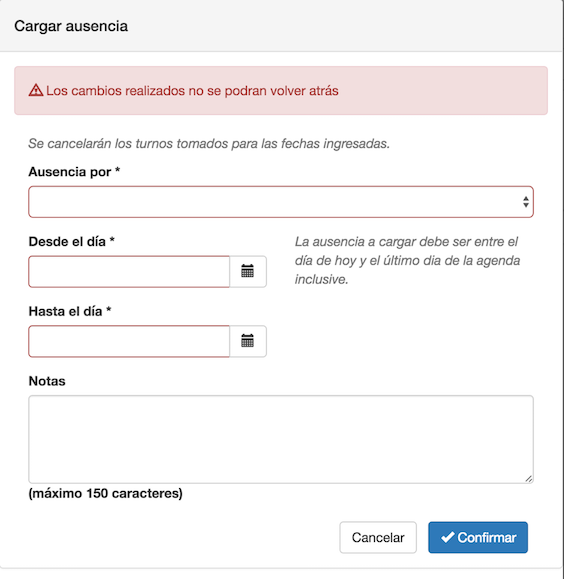 Cargar ausencia
Los cambios realizados no se podran volver atrás
Se cancelarán los turnos tomados para las fechas ingresadas.
Ausencia por *
Desde el día *
La ausencia a cargar debe ser entre el
día de hoy y el último dia de la agenda
inclusive.
Hasta el día *
Notas
(máximo 150 caracteres)
Cancelar
Confirmar